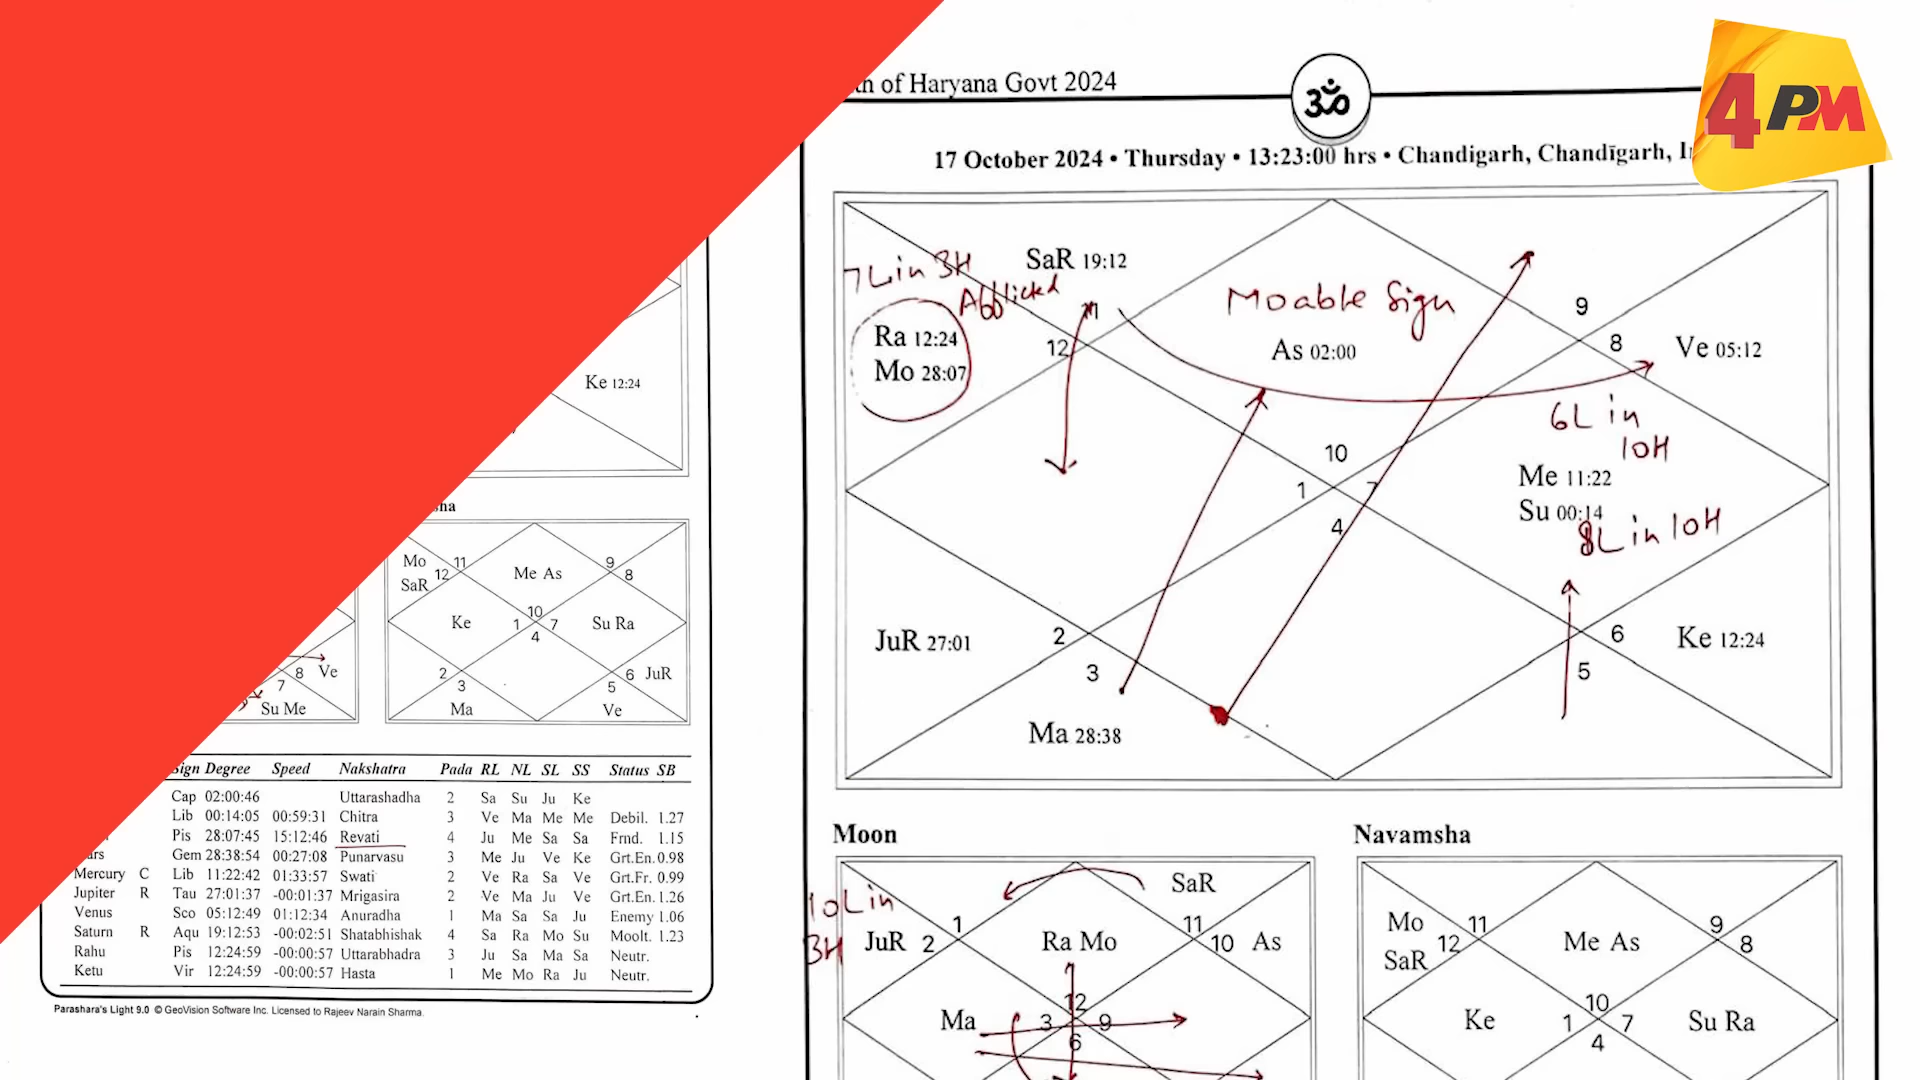 4PM
th of Haryana Govt 2024
ॐ
17 October 2024 • Thursday • 13:23:00 hrs • Chandigarh, Chandīgarh,
7L in 3H
Afflicted
SaR 19:12
Ra 12:24
Mo 28:07
12
11
Moable Sign
As 02:00
9
8
Ve 05:12
6L in
10H
Me 11:22
Su 00:14
8L in 10H
10
1
7
4
JuR 27:01
2
3
Ma 28:38
6
5
Ke 12:24
Moon
10L in
3H
SaR
1
JuR 2
Ra Mo
11
10 As
Ma
12
3
9
6
Navamsha
Mo
SaR
11
12
Me As
9
8
Ke
10
1
7
4
Su Ra
Ke 12:24
sha
Mo
SaR
11
12
Me As
9
8
Ke
10
1
7
4
Su Ra
2
3
Ma
6 JuR
5
Ve
8 Ve
7
Su Me
Sign Degree Speed Nakshatra Pada RL NL SL SS Status SB
Cap 02:00:46 Uttarashadha 2 Sa Su Ju Ke
Lib 00:14:05 00:59:31 Chitra 3 Ve Ma Me Me Debil. 1.27
Pis 28:07:45 15:12:46 Revati 4 Ju Me Sa Sa Frnd. 1.15
ars Gem 28:38:54 00:27:08 Punarvasu 3 Me Ju Ve Ke Grt.En. 0.98
Mercury C Lib 11:22:42 01:33:57 Swati 2 Ve Ra Sa Ve Grt.Fr. 0.99
Jupiter R Tau 27:01:37 -00:01:37 Mrigasira 2 Ve Ma Ju Ve Grt.En. 1.26
Venus Sco 05:12:49 01:12:34 Anuradha 1 Ma Sa Sa Ju Enemy 1.06
Saturn R Aqu 19:12:53 -00:02:51 Shatabhishak 4 Sa Ra Mo Su Moolt. 1.23
Rahu Pis 12:24:59 -00:00:57 Uttarabhadra 3 Ju Sa Ma Sa Neutr.
Ketu Vir 12:24:59 -00:00:57 Hasta 1 Me Mo Ra Ju Neutr.
Parashara's Light 9.0 © GeoVision Software Inc. Licensed to Rajeev Narain Sharma.